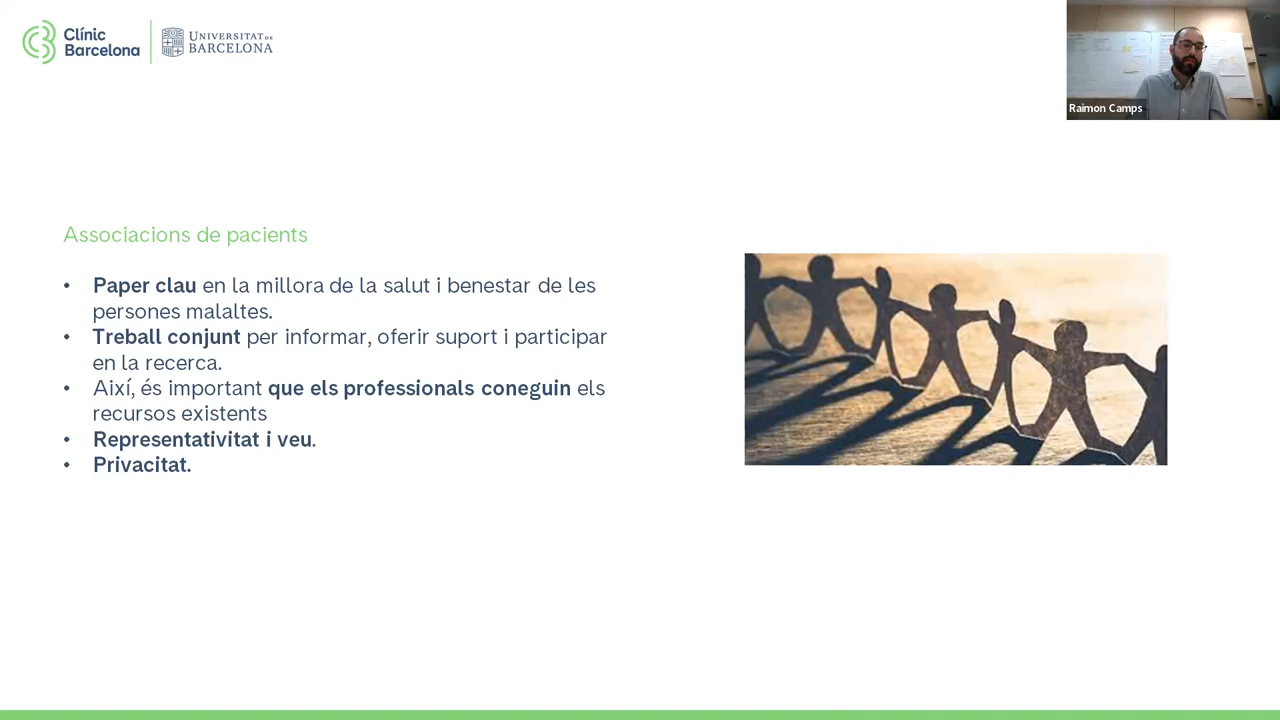 Clínic
Barcelona
UNIVERSITAT DE
BARCELONA
Raimon Camps
Associacions de pacients
• Paper clau en la millora de la salut i benestar de les
persones malaltes.
• Treball conjunt per informar, oferir suport i participar
en la recerca.
• Així, és important que els professionals coneguin els
recursos existents
• Representativitat i veu.
• Privacitat.